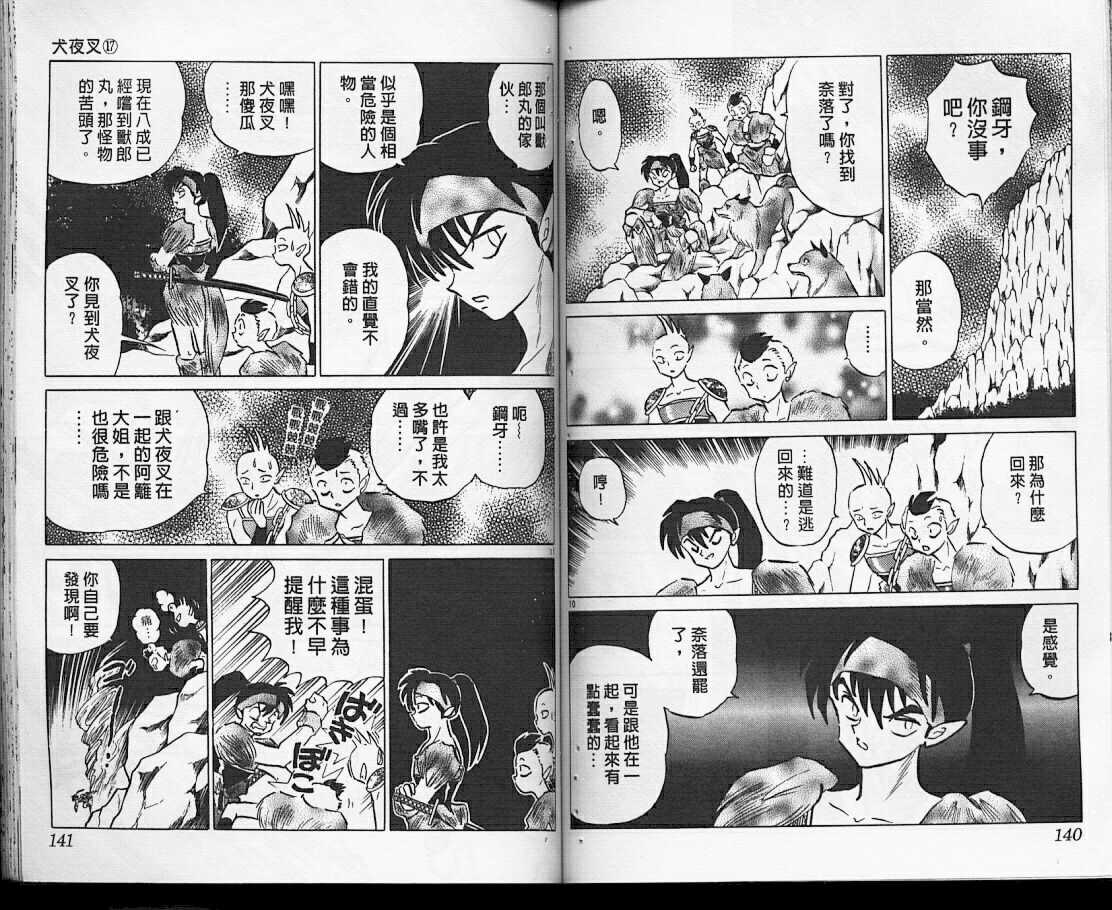 鋼牙，
你沒事
吧？
那當然。
對了，你找到
奈落了嗎？
嗯。
……
那為什麼
回來？
…難道是逃
回來的…？
哼！
是感覺。
奈落還罷
了，
可是跟他在一
起，看起來有
點蠢蠢的…
10
140
犬夜叉⑰
那個叫獸
郎丸的傢
伙…
似乎是個相
當危險的人
物。
我的直覺不
會錯的。
嘿嘿！
犬夜叉
那傻瓜
……
現在八成已
經嚐到獸郎
丸，那怪物
的苦頭了。
你見到犬夜
叉了？
呃～
鋼牙……
也許是我太
多嘴了，不
過……
跟犬夜叉在
一起的阿籬
大姐，不是
也很危險嗎
……
混蛋！
這種事為
什麼不早
提醒我！
ばき
ぼこ
痛…
你自己要
發現啊！
141